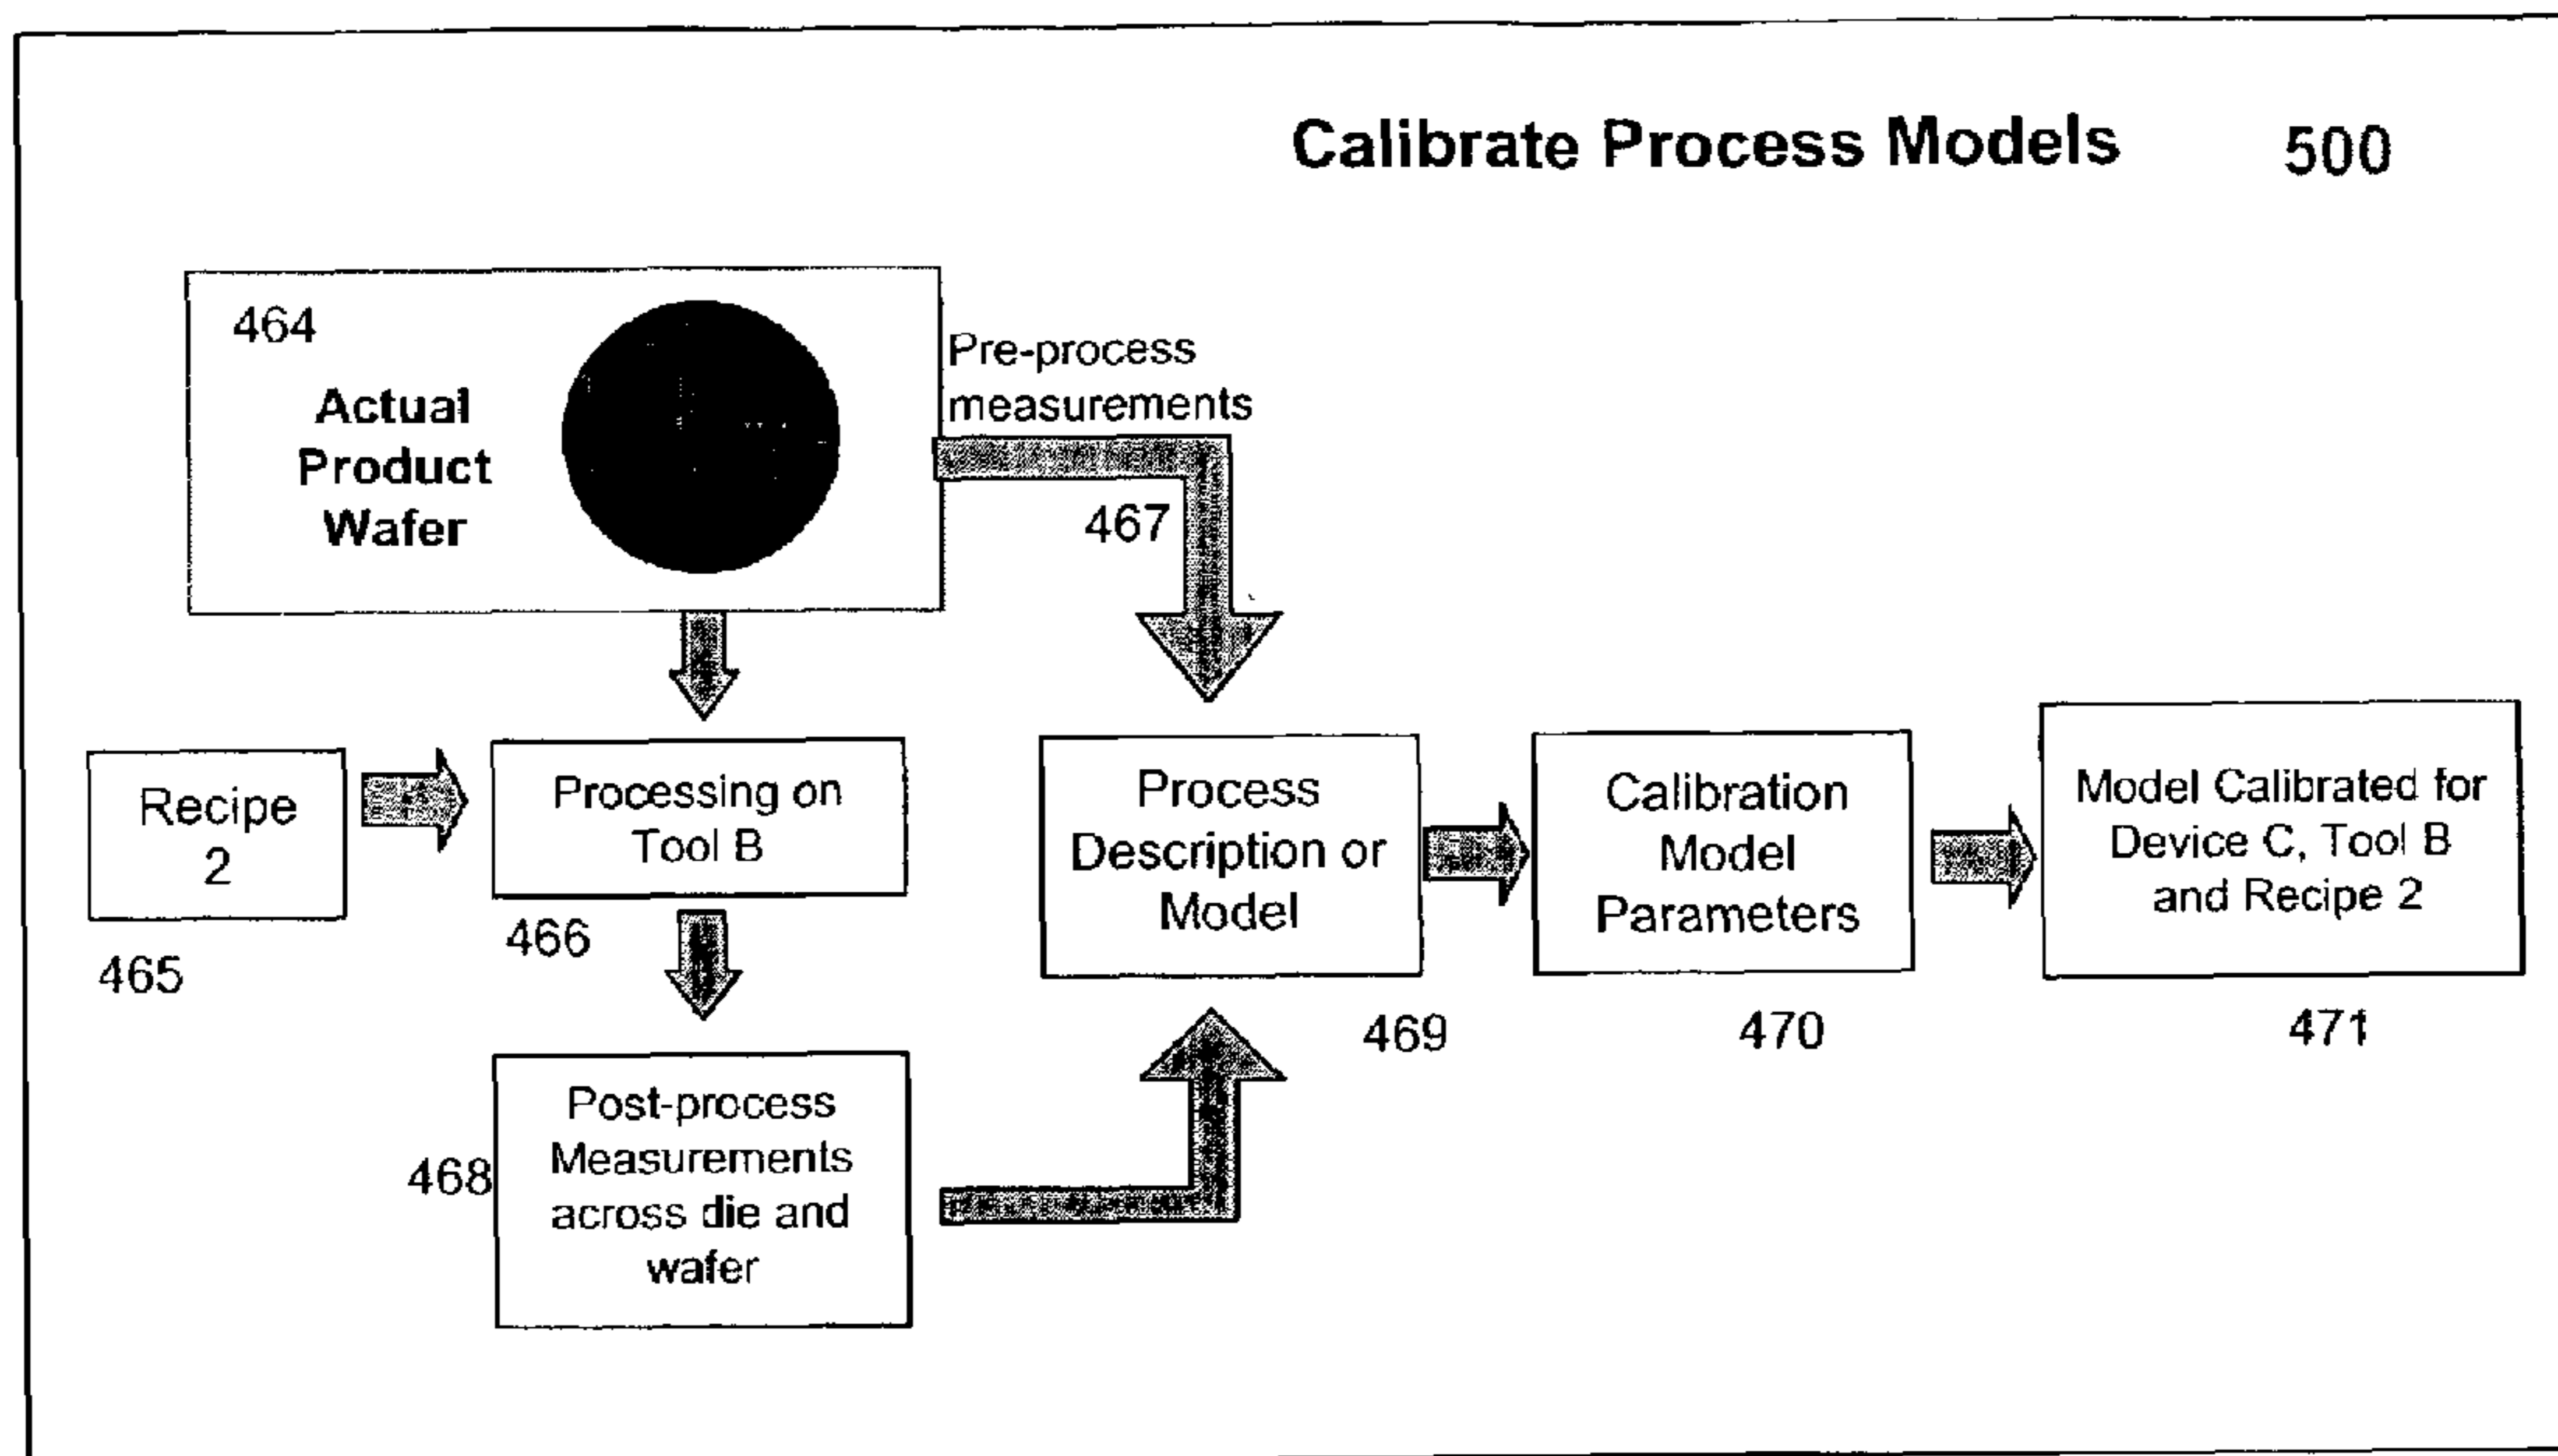 Calibrate Process Models 500
464
Actual
Product
Wafer
Pre-process
measurements
467
Recipe
2
465
Processing on
Tool B
466
Post-process
Measurements
across die and
wafer
468
Process
Description or
Model
469
Calibration
Model
Parameters
470
Model Calibrated for
Device C, Tool B
and Recipe 2
471